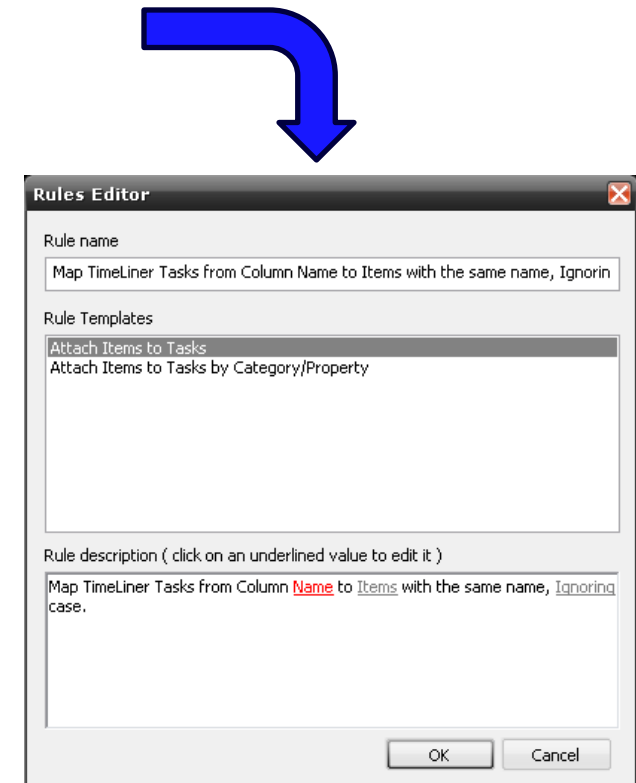 Rules Editor
Rule name
Map TimeLiner Tasks from Column Name to Items with the same name, Ignorin
Rule Templates
Attach Items to Tasks
Attach Items to Tasks by Category/Property
Rule description ( click on an underlined value to edit it )
Map TimeLiner Tasks from Column Name to Items with the same name, Ignoring
case.
OK Cancel